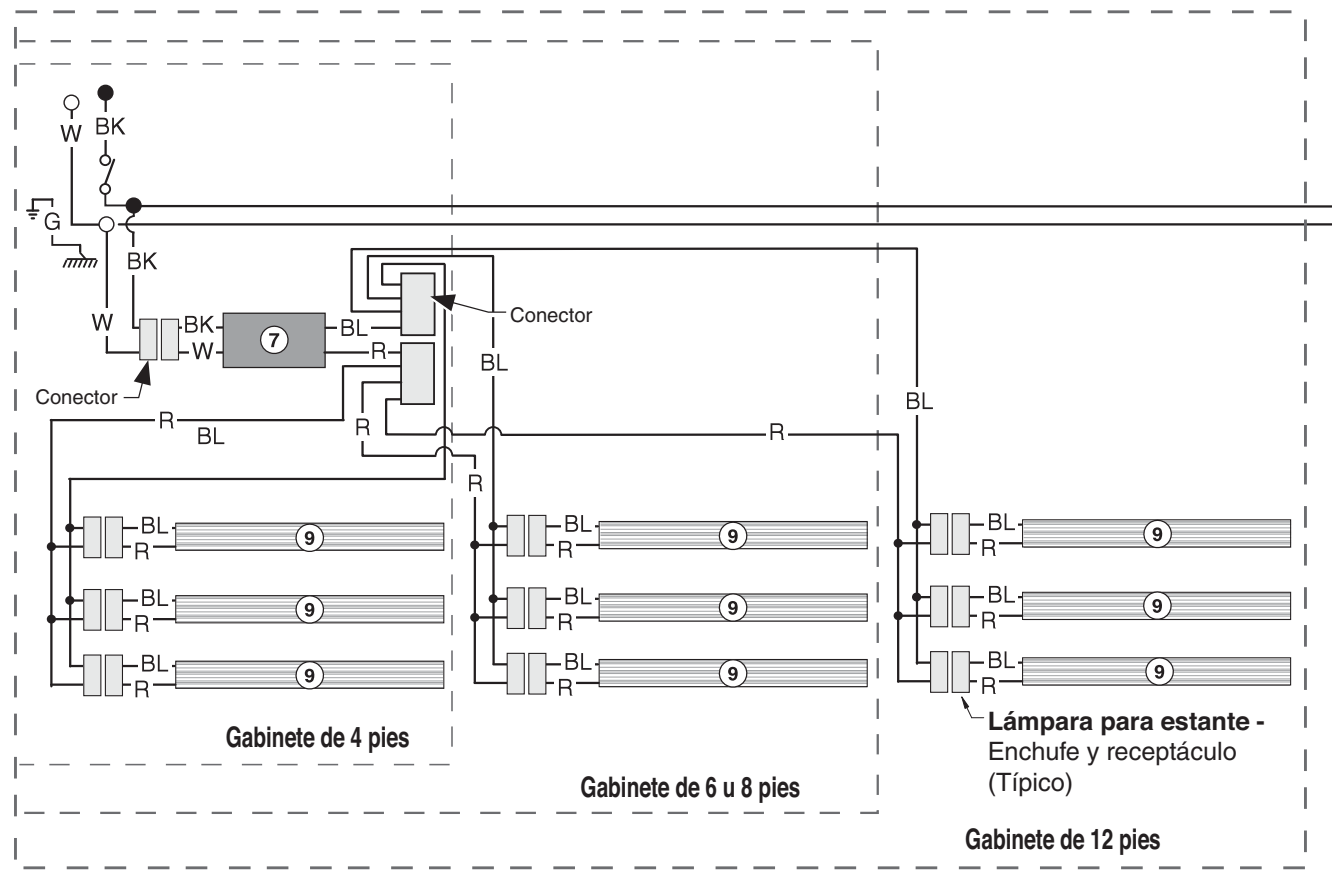 W
BK
G
BK
W
BK
W
7
BL
R
Conector
Conector
BL
BL
R
BL
R
R
R
BL
R
9
BL
R
9
BL
R
9
BL
R
9
BL
R
9
BL
R
9
BL
R
9
BL
R
9
BL
R
9
Gabinete de 4 pies
Gabinete de 6 u 8 pies
Lámpara para estante -
Enchufe y receptáculo
(Típico)
Gabinete de 12 pies